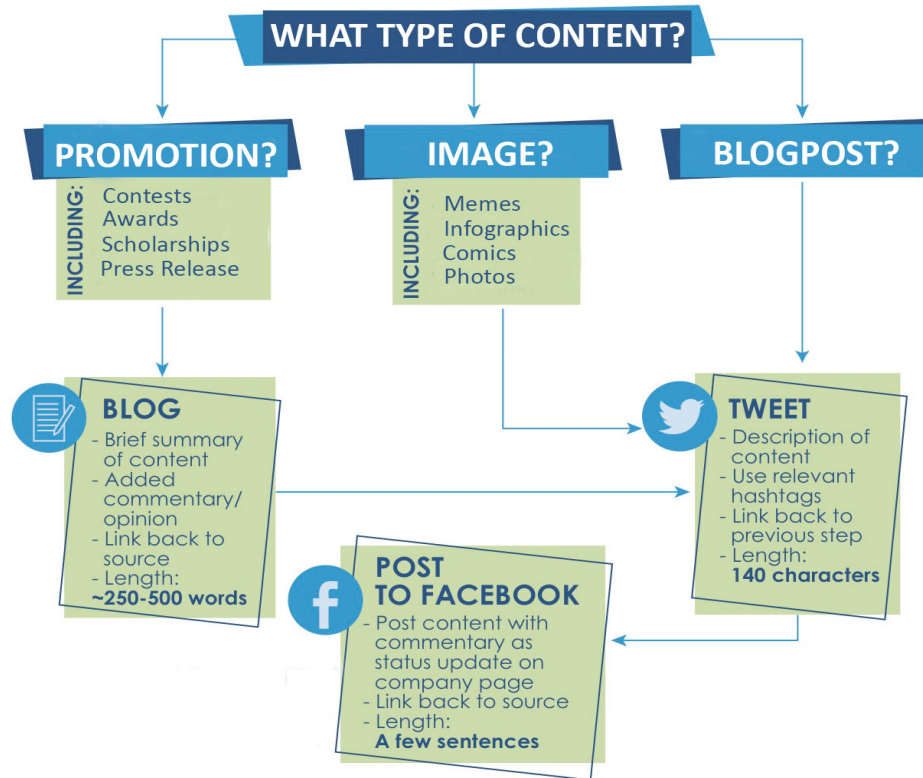 WHAT TYPE OF CONTENT?
PROMOTION?
INCLUDING:
Contests
Awards
Scholarships
Press Release
IMAGE?
INCLUDING:
Memes
Infographics
Comics
Photos
BLOGPOST?
BLOG
- Brief summary
of content
- Added
commentary/
opinion
- Link back to
source
- Length:
~250-500 words
TWEET
- Description of
content
- Use relevant
hashtags
- Link back to
previous step
- Length:
140 characters
f
POST
TO FACEBOOK
- Post content with
commentary as
status update on
company page
- Link back to source
- Length:
A few sentences